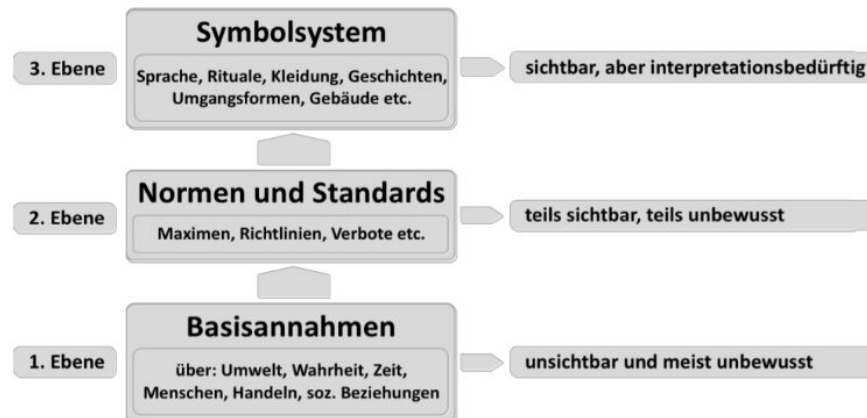 Symbolsystem
3. Ebene
Sprache, Rituale, Kleidung, Geschichten,
Umgangsformen, Gebäude etc.
sichtbar, aber interpretationsbedürftig
Normen und Standards
2. Ebene
Maximen, Richtlinien, Verbote etc.
teils sichtbar, teils unbewusst
Basisannahmen
1. Ebene
über: Umwelt, Wahrheit, Zeit,
Menschen, Handeln, soz. Beziehungen
unsichtbar und meist unbewusst